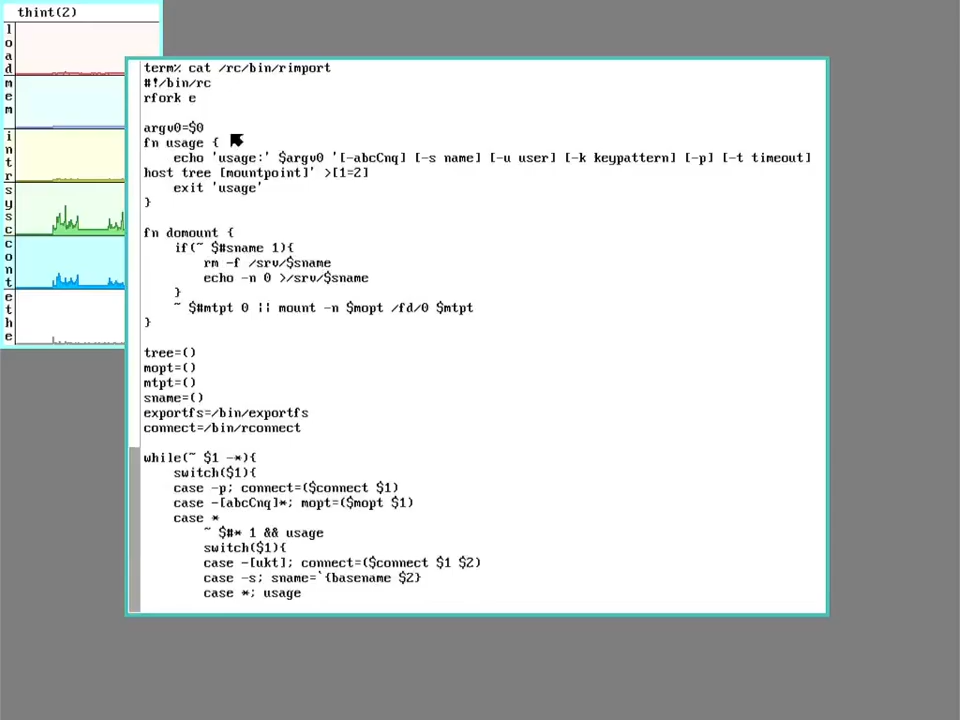 thint(2)
load
mem
intr
sysc
cont
ethe
term% cat /rc/bin/rimport
#!/bin/rc
rfork e
argv0=$0
fn usage {
echo 'usage:' $argv0 '[-abcCnq] [-s name] [-u user] [-k keypattern] [-p] [-t timeout]
host tree [mountpoint]' >[1=2]
exit 'usage'
}
fn domount {
if(~ $#sname 1){
rm -f /srv/$sname
echo -n 0 >/srv/$sname
}
~ $#mtpt 0 || mount -n $mopt /fd/0 $mtpt
}
tree=()
mopt=()
mtpt=()
sname=()
exportfs=/bin/exportfs
connect=/bin/rconnect
while(~ $1 -*){
switch($1){
case -p; connect=($connect $1)
case -[abcCnq]*; mopt=($mopt $1)
case *
~ $#* 1 && usage
switch($1){
case -[ukt]; connect=($connect $1 $2)
case -s; sname=`{basename $2}
case *; usage